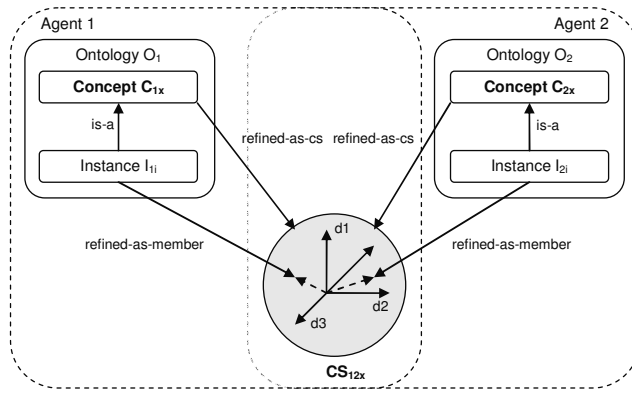 Agent 1
Agent 2
Ontology O1
Ontology O2
Concept C1x
Concept C2x
is-a
refined-as-cs
refined-as-cs
is-a
Instance I1i
Instance I2i
d1
refined-as-member
refined-as-member
d2
d3
CS12x